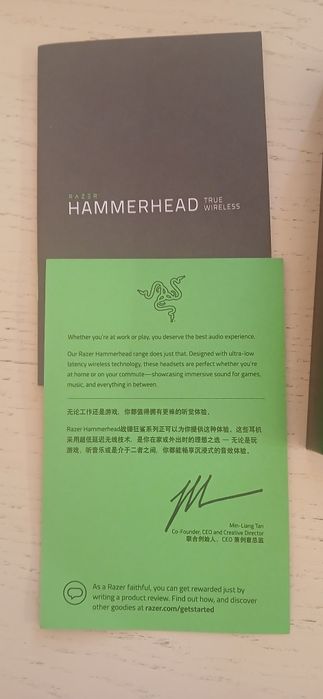 RAZER
HAMMERHEAD TRUE
WIRELESS
Whether you're at work or play, you deserve the best audio experience.
Our Razer Hammerhead range does just that. Designed with ultra-low
latency wireless technology, these headsets are perfect whether you're
at home or on your commute—showcasing immersive sound for games,
music, and everything in between.
无论工作还是游戏，你都值得拥有更棒的听觉体验。
Razer Hammerhead战锤狂鲨系列正可以为你提供这种体验。这些耳机
采用超低延迟无线技术，是你在家或外出时的理想之选 — 无论是玩
游戏、听音乐或是介于二者之间，你都能畅享沉浸式的音效体验。
Min-Liang Tan
Co-Founder, CEO and Creative Director
联合创始人、CEO 兼创意总监
As a Razer faithful, you can get rewarded just by
writing a product review. Find out how, and discover
other goodies at razer.com/getstarted